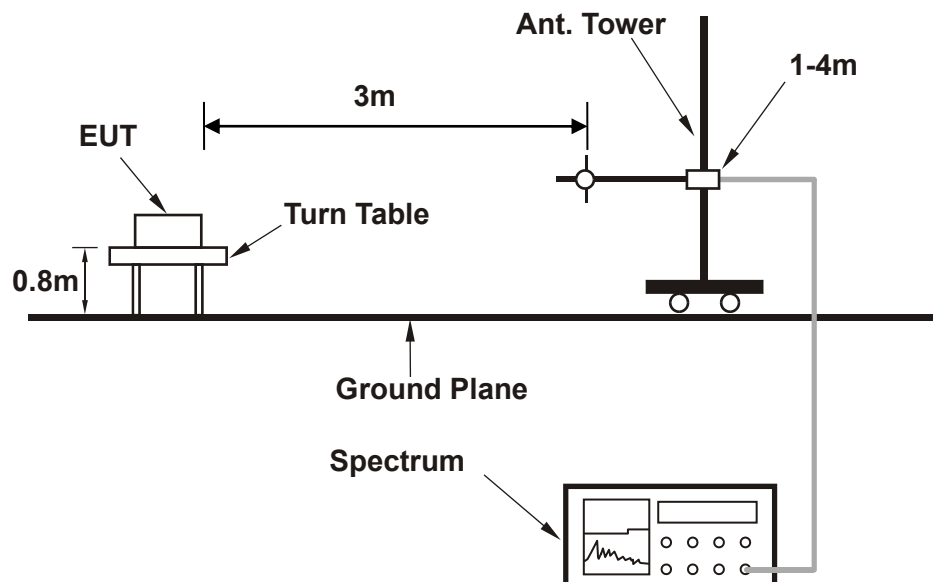 Ant. Tower
1-4m
3m
EUT
Turn Table
0.8m
Ground Plane
Spectrum